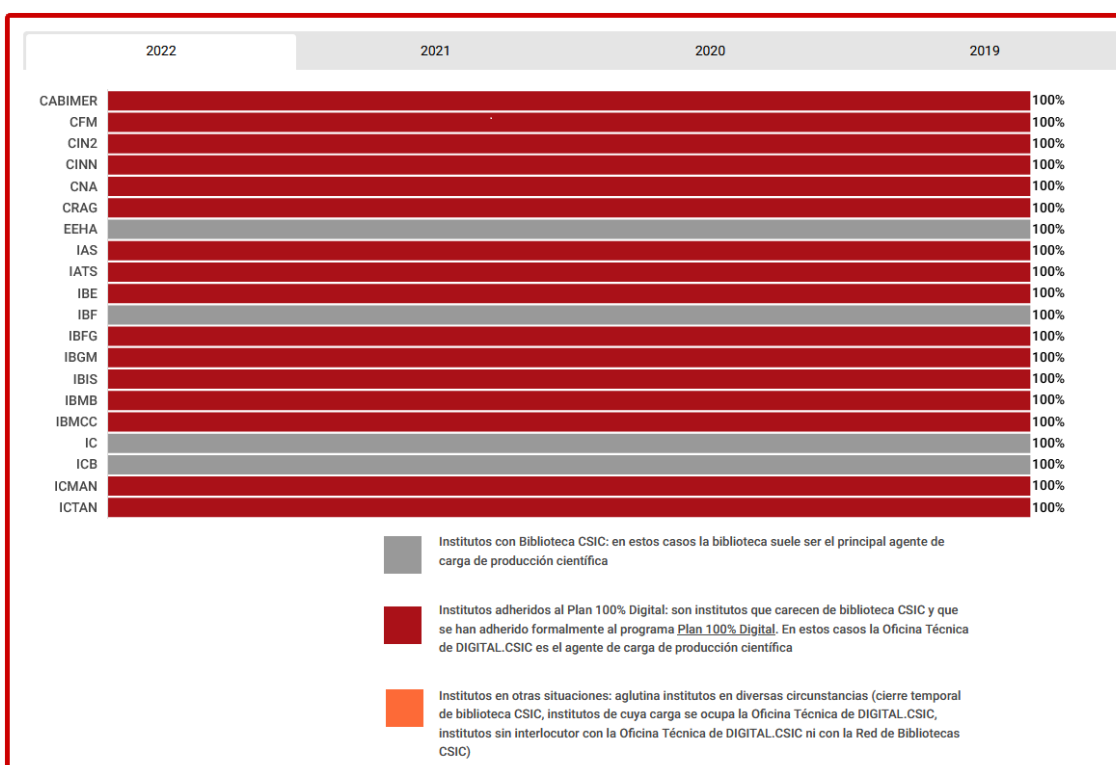 2022 2021 2020 2019
CABIMER 100%
CFM 100%
CIN2 100%
CINN 100%
CNA 100%
CRAG 100%
EEHA 100%
IAS 100%
IATS 100%
IBE 100%
IBF 100%
IBFG 100%
IBGM 100%
IBIS 100%
IBMB 100%
IBMCC 100%
IC 100%
ICB 100%
ICMAN 100%
ICTAN 100%
Institutos con Biblioteca CSIC: en estos casos la biblioteca suele ser el principal agente de
carga de producción científica
Institutos adheridos al Plan 100% Digital: son institutos que carecen de biblioteca CSIC y que
se han adherido formalmente al programa Plan 100% Digital. En estos casos la Oficina Técnica
de DIGITAL.CSIC es el agente de carga de producción científica
Institutos en otras situaciones: aglutina institutos en diversas circunstancias (cierre temporal
de biblioteca CSIC, institutos de cuya carga se ocupa la Oficina Técnica de DIGITAL.CSIC,
institutos sin interlocutor con la Oficina Técnica de DIGITAL.CSIC ni con la Red de Bibliotecas
CSIC)